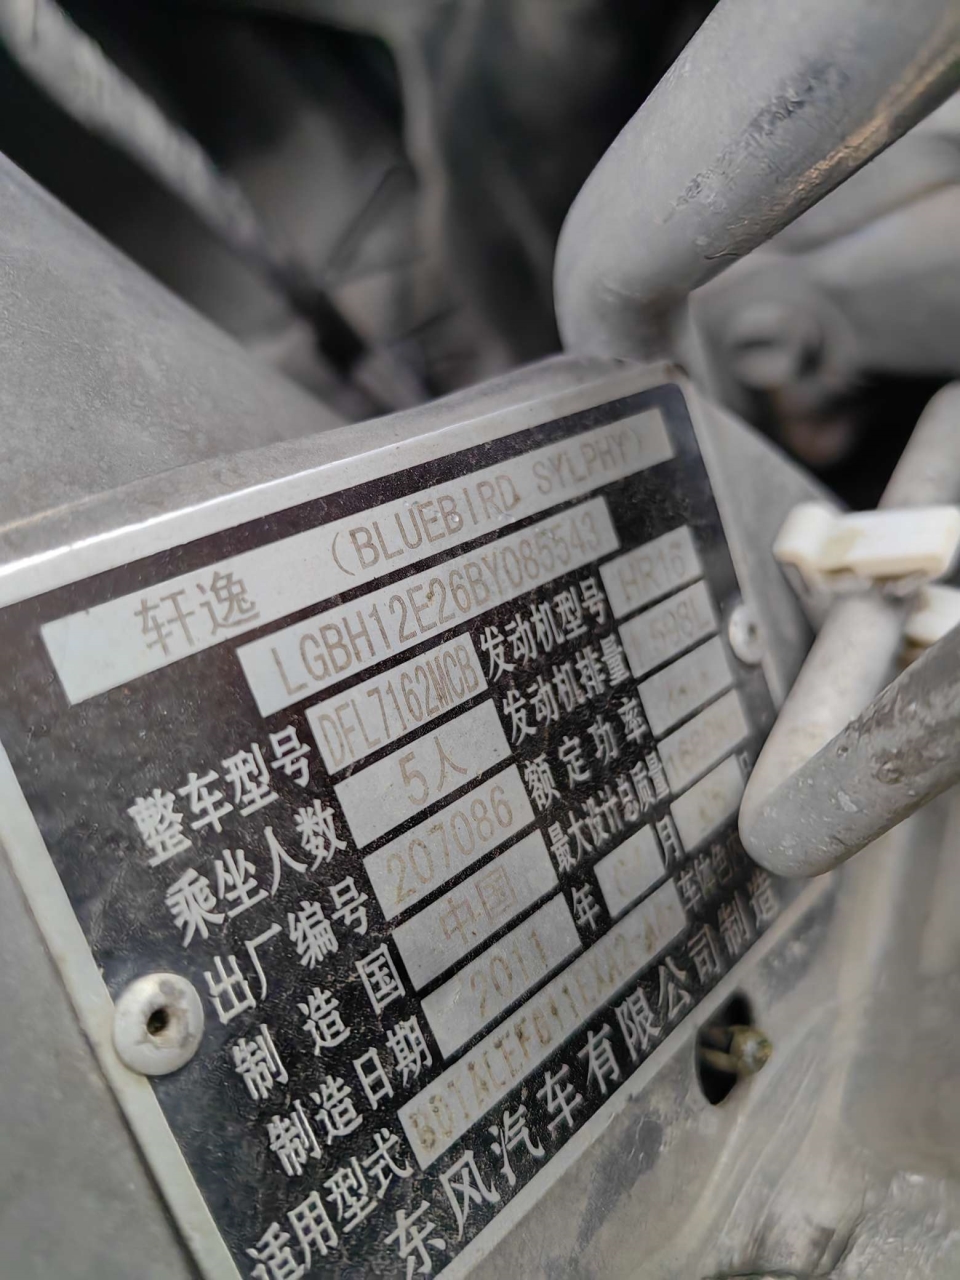 轩逸 (BLUEBIRD SYLPHY)
LGBH12E26BY085543
整车型号 DFL7162MCB 发动机型号 HR16
乘坐人数 5人 发动机排量
出厂编号 207086 额定功率
制造国 中国 最大设计总质量
制造日期 2011 年 月
适用型式
东风汽车有限公司制造